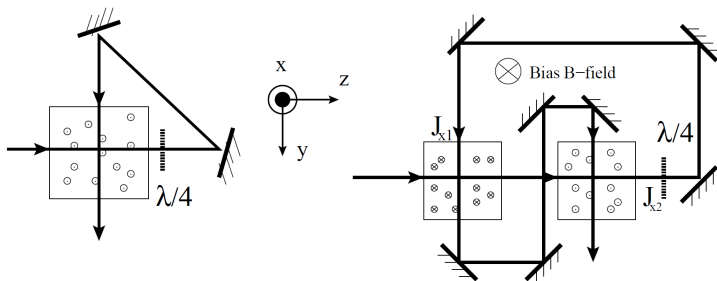 λ/4
x
z
y
Bias B−field
J_x1
λ/4
J_x2